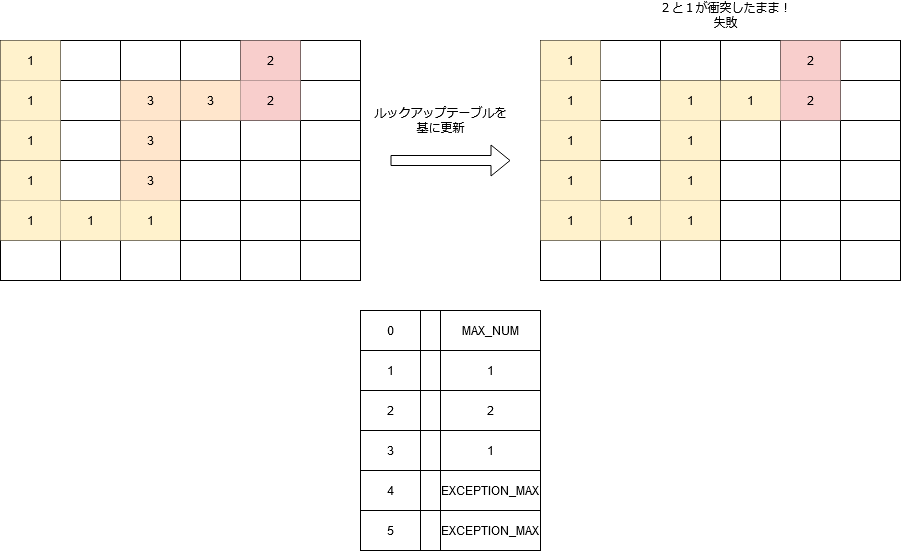 ２と１が衝突したまま！
失敗
1 2
1 3 3 2
1 3
1 3
1 1 1
ルックアップテーブルを
基に更新
1 2
1 1 1 2
1 1
1 1
1 1 1
0 MAX_NUM
1 1
2 2
3 1
4 EXCEPTION_MAX
5 EXCEPTION_MAX